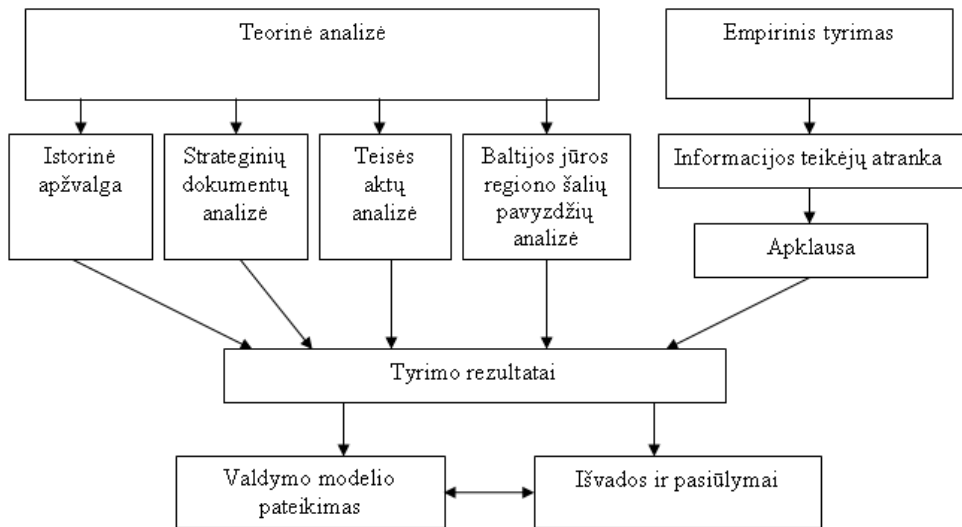 Teorinė analizė
Empirinis tyrimas
Istorinė
apžvalga
Strateginių
dokumentų
analizė
Teisės
aktų
analizė
Baltijos jūros
regiono šalių
pavyzdžių
analizė
Informacijos teikėjų atranka
Apklausa
Tyrimo rezultatai
Valdymo modelio
pateikimas
Išvados ir pasiūlymai